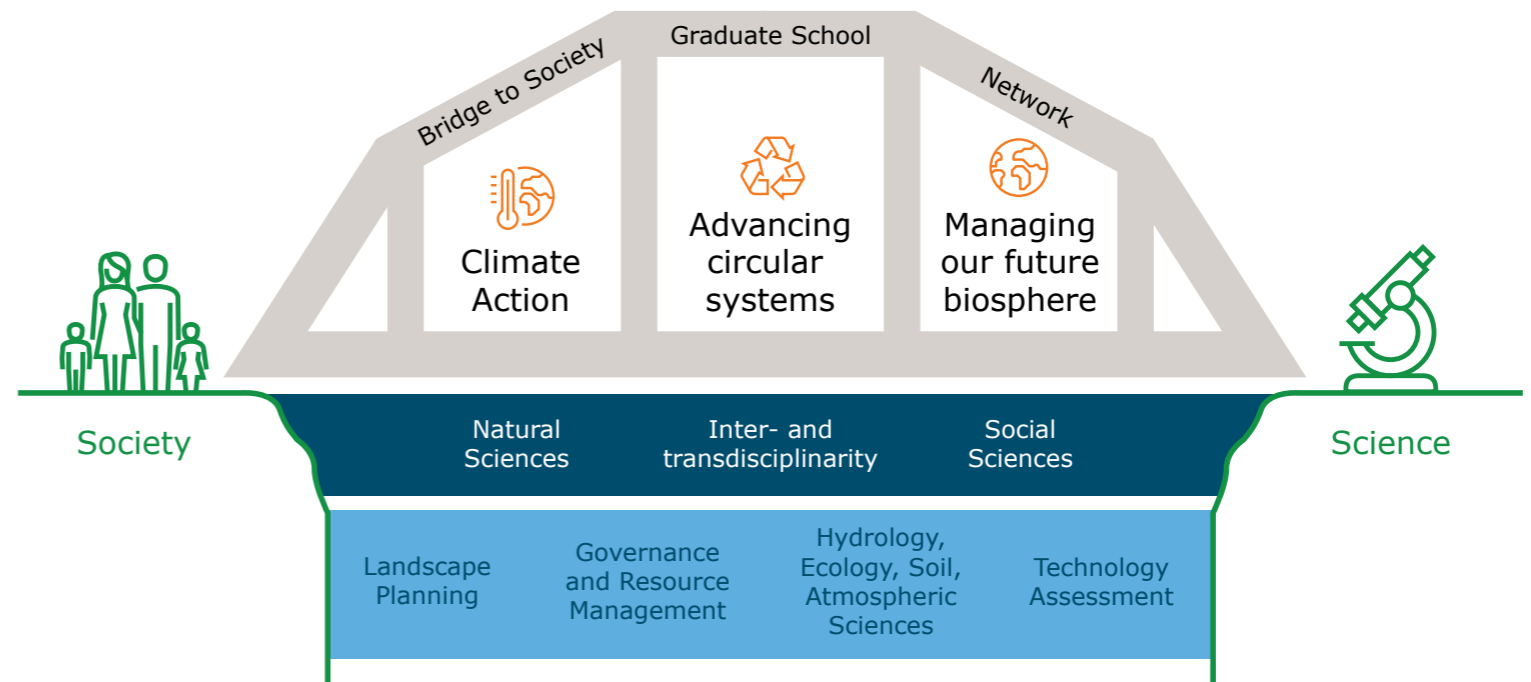 Bridge to Society
Graduate School
Network
Climate
Action
Advancing
circular
systems
Managing
our future
biosphere
Society
Science
Natural
Sciences
Inter- and
transdisciplinarity
Social
Sciences
Landscape
Planning
Governance
and Resource
Management
Hydrology,
Ecology, Soil,
Atmospheric
Sciences
Technology
Assessment